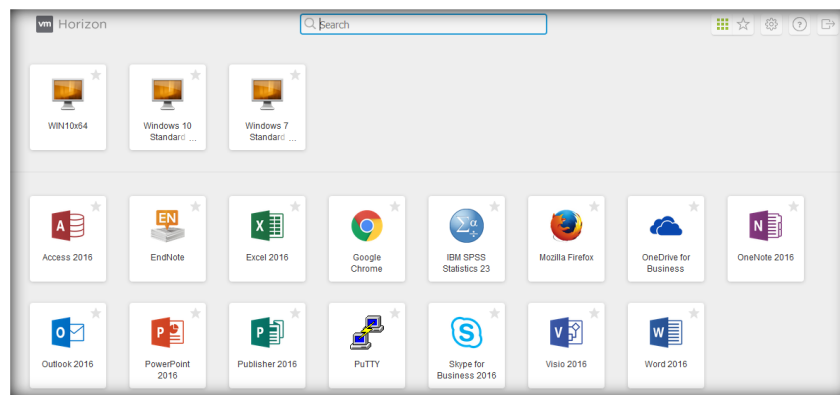 vm Horizon
Search
WIN10x64
Windows 10
Standard ...
Windows 7
Standard ...
Access 2016
EN
EndNote
Excel 2016
Google
Chrome
Σα
÷
IBM SPSS
Statistics 23
Mozilla Firefox
OneDrive for
Business
OneNote 2016
Outlook 2016
PowerPoint
2016
Publisher 2016
PuTTY
Skype for
Business 2016
Visio 2016
Word 2016